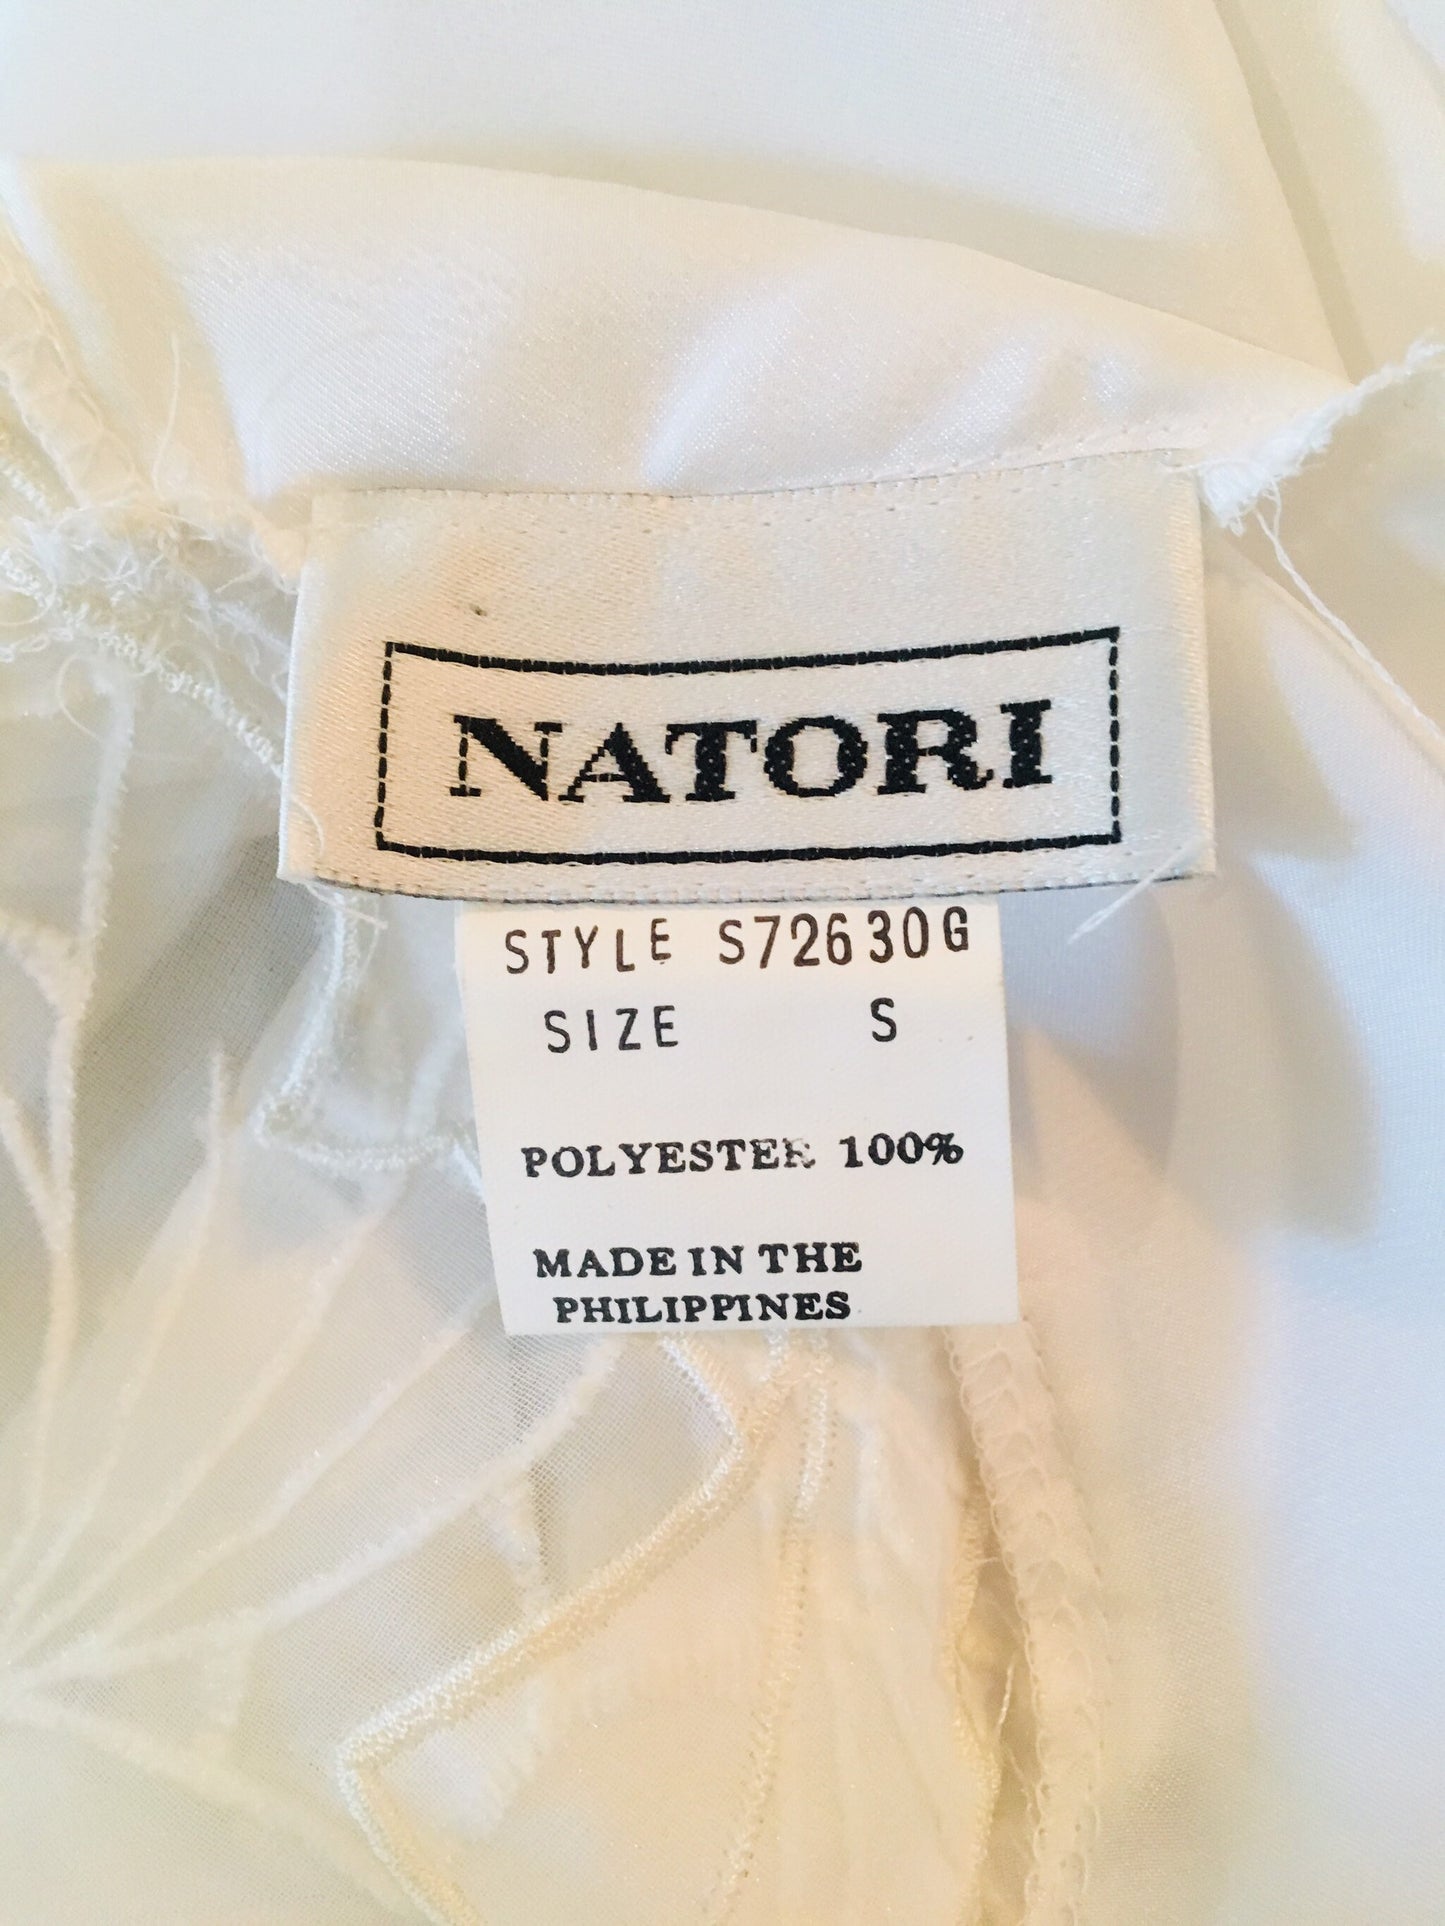 NATORI
STYLE S72630G
SIZE S
POLYESTER 100%
MADE IN THE
PHILIPPINES